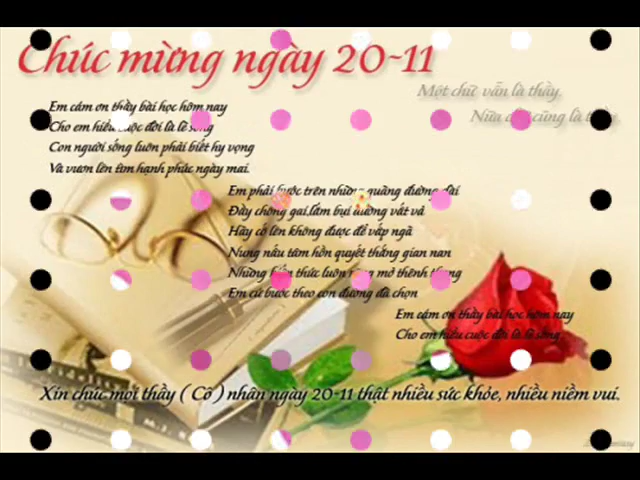 Chúc mừng ngày 20-11
Một chữ vẫn là thầy.
Nửa cũng là
Em cám ơn thầy bài học hôm nay
Cho em hiểu cuộc đời là lẽ sống
Con người sống luôn phải biết hy vọng
Và vươn lên tìm hạnh phúc ngày mai.
Em phải bước trên những quãng đường dài
Đầy chông gai, lắm bụi đường vất vả
Hãy cố lên không được để vấp ngã
Nung nấu tâm hồn quyết thắng gian nan
Những kiến thức luôn mở thênh thang
Em cứ bước theo con đường đã chọn
Em cám ơn thầy bài học hôm nay
Cho em hiểu cuộc đời là lẽ sống
Xin chúc mọi thầy ( Cô ) nhân ngày 20-11 thật nhiều sức khỏe, nhiều niềm vui.